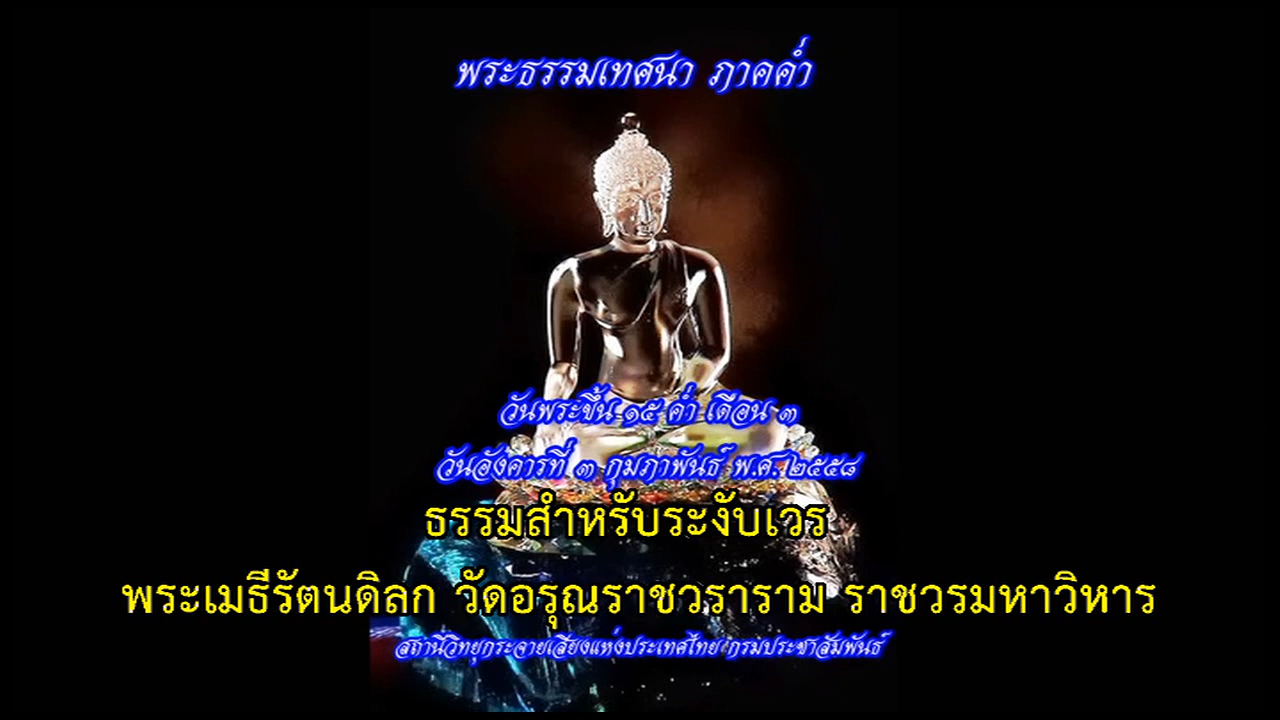 พระธรรมเทศนา ภาคค่ำ
วันพระขึ้น ๑๕ ค่ำ เดือน ๓
วันอังคารที่ ๓ กุมภาพันธ์ พ.ศ. ๒๕๕๘
ธรรมสำหรับระงับเวร
พระเมธีรัตนดิลก วัดอรุณราชวราราม ราชวรมหาวิหาร
สถานีวิทยุกระจายเสียงแห่งประเทศไทย กรมประชาสัมพันธ์